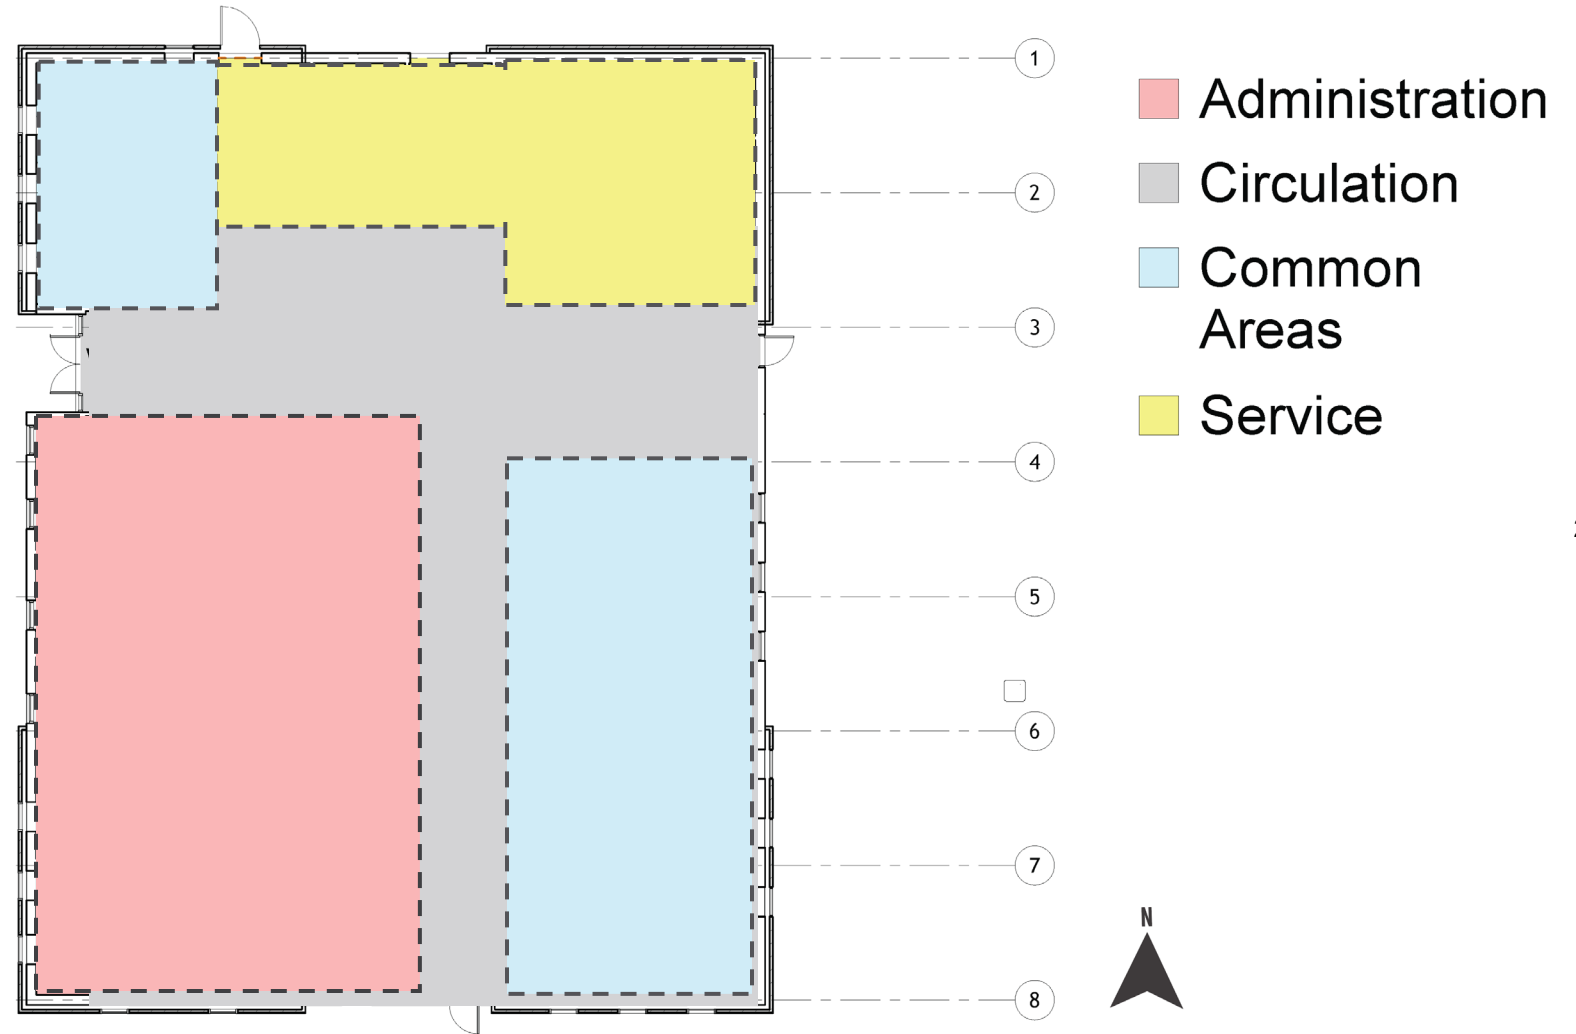 1
Administration
2
Circulation
Common
Areas
3
Service
4
5
6
7
N
8